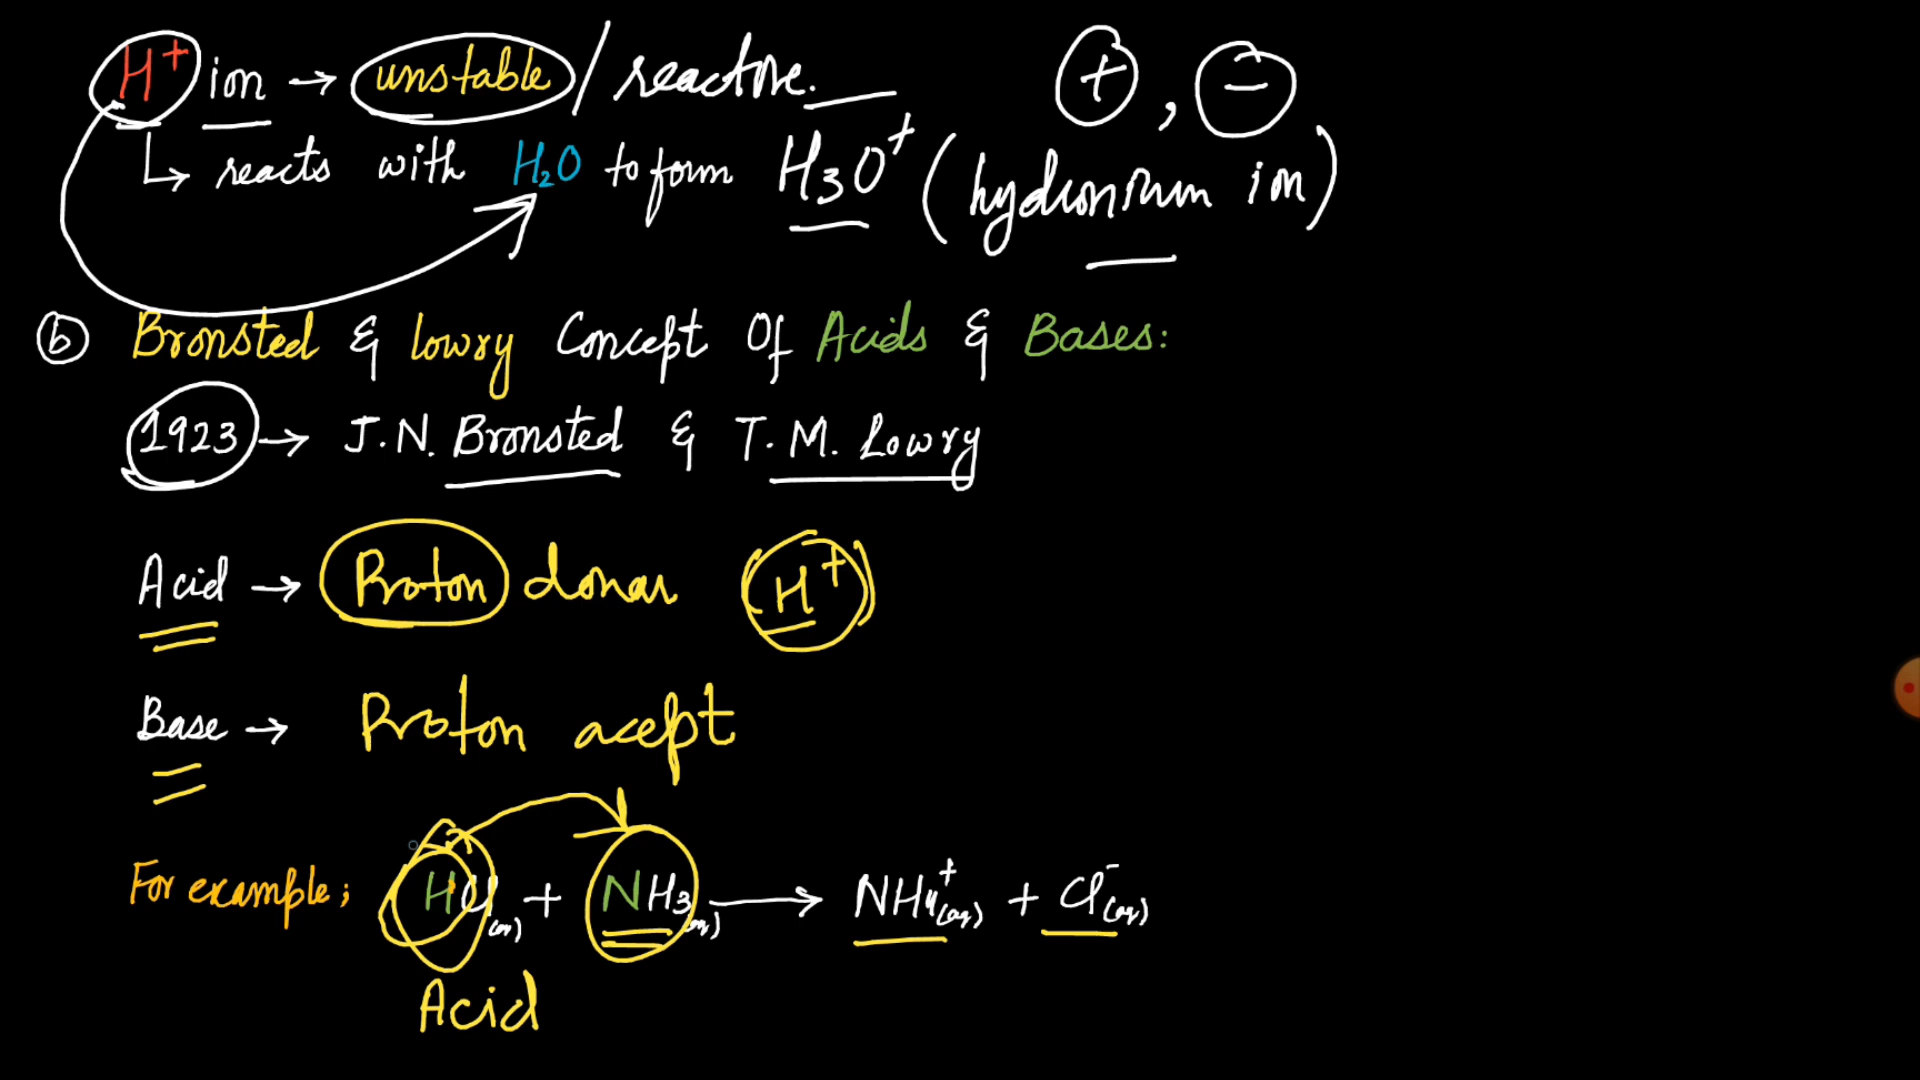 H⁺ ion → unstable / reactive.
+ , −
↳ reacts with H₂O to form H₃O⁺ (hydronium ion)
(b) Bronsted & lowry Concept Of Acids & Bases:
1923 → J.N. Bronsted & T.M. Lowry
Acid → Proton donar (H⁺)
Base → Proton acept
For example; HCl(aq) + NH₃(aq) → NH₄⁺(aq) + Cl⁻(aq)
Acid